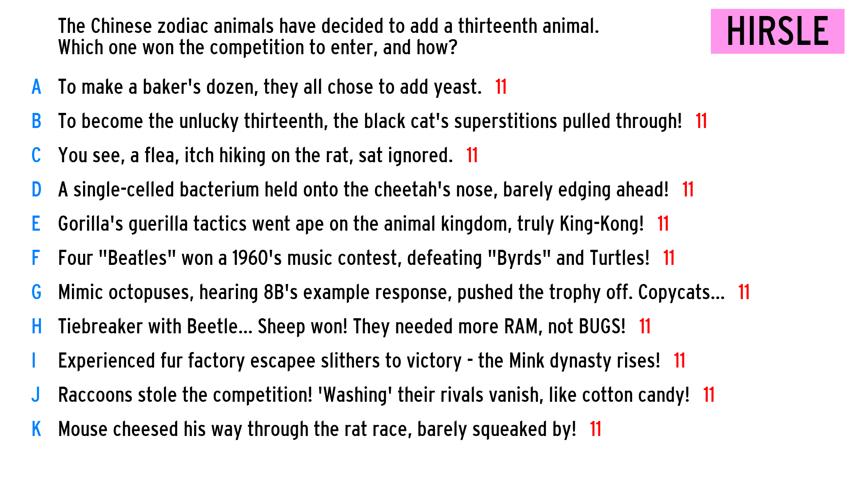 The Chinese zodiac animals have decided to add a thirteenth animal.
Which one won the competition to enter, and how?
HIRSLE
A To make a baker's dozen, they all chose to add yeast. 11
B To become the unlucky thirteenth, the black cat's superstitions pulled through! 11
C You see, a flea, itch hiking on the rat, sat ignored. 11
D A single-celled bacterium held onto the cheetah's nose, barely edging ahead! 11
E Gorilla's guerilla tactics went ape on the animal kingdom, truly King-Kong! 11
F Four "Beatles" won a 1960's music contest, defeating "Byrds" and Turtles! 11
G Mimic octopuses, hearing 8B's example response, pushed the trophy off. Copycats... 11
H Tiebreaker with Beetle... Sheep won! They needed more RAM, not BUGS! 11
I Experienced fur factory escapee slithers to victory - the Mink dynasty rises! 11
J Raccoons stole the competition! 'Washing' their rivals vanish, like cotton candy! 11
K Mouse cheesed his way through the rat race, barely squeaked by! 11